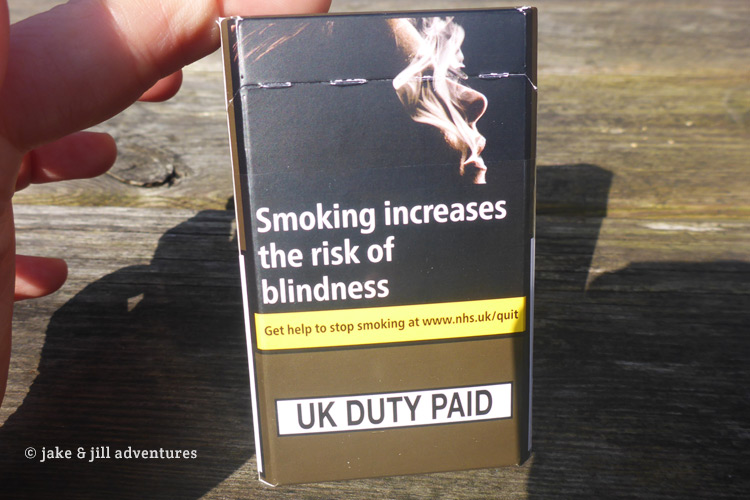 Smoking increases
the risk of
blindness
Get help to stop smoking at www.nhs.uk/quit
UK DUTY PAID
© jake & jill adventures